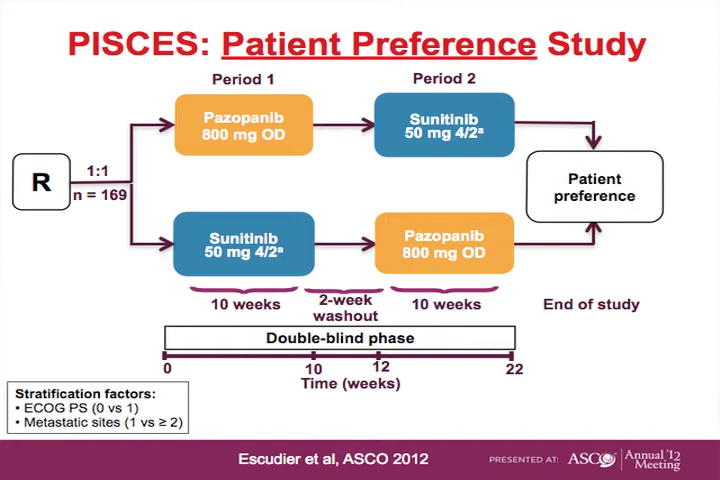 PISCES: Patient Preference Study
Period 1
Period 2
Pazopanib
800 mg OD
Sunitinib
50 mg 4/2ª
R
1:1
n = 169
Patient
preference
Sunitinib
50 mg 4/2ª
Pazopanib
800 mg OD
10 weeks
2-week
washout
10 weeks
End of study
Double-blind phase
0
10
12
22
Time (weeks)
Stratification factors:
• ECOG PS (0 vs 1)
• Metastatic sites (1 vs ≥ 2)
Escudier et al, ASCO 2012
PRESENTED AT:
ASCO
Annual '12
Meeting